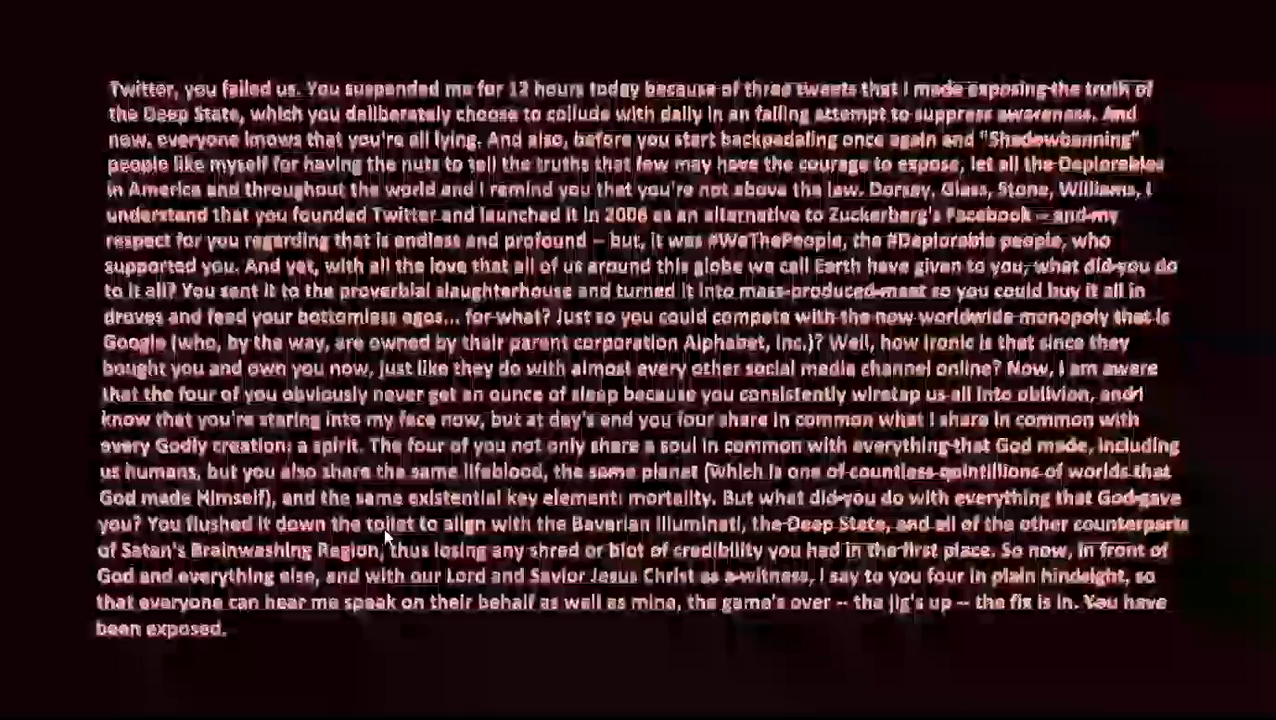 Twitter, you failed us. You suspended me for 12 hours today because of three tweets that I made exposing the truth of
the Deep State, which you deliberately choose to collude with daily in an failing attempt to suppress awareness. And
now, everyone knows that you're all lying. And also, before you start backpedaling once again and "Shadowbanning"
people like myself for having the nuts to tell the truths that few may have the courage to expose, let all the Deplorables
in America and throughout the world and I remind you that you're not above the law. Dorsey, Glass, Stone, Williams, I
understand that you founded Twitter and launched it in 2006 as an alternative to Zuckerberg's Facebook -- and my
respect for you regarding that is endless and profound -- but, it was #WeThePeople, the #Deplorable people, who
supported you. And yet, with all the love that all of us around this globe we call Earth have given to you, what did you do
to it all? You sent it to the proverbial slaughterhouse and turned it into mass-produced meat so you could buy it all in
droves and feed your bottomless egos... for what? Just so you could compete with the now worldwide monopoly that is
Google (who, by the way, are owned by their parent corporation Alphabet, Inc.)? Well, how ironic is that since they
bought you and own you now, just like they do with almost every other social media channel online? Now, I am aware
that the four of you obviously never get an ounce of sleep because you consistently wiretap us all into oblivion, and I
know that you're staring into my face now, but at day's end you four share in common what I share in common with
every Godly creation: a spirit. The four of you not only share a soul in common with everything that God made, including
us humans, but you also share the same lifeblood, the same planet (which is one of countless quintillions of worlds that
God made Himself), and the same existential key element: mortality. But what did you do with everything that God gave
you? You flushed it down the toilet to align with the Bavarian Illuminati, the Deep State, and all of the other counterparts
of Satan's Brainwashing Region, thus losing any shred or blot of credibility you had in the first place. So now, in front of
God and everything else, and with our Lord and Savior Jesus Christ as a witness, I say to you four in plain hindsight, so
that everyone can hear me speak on their behalf as well as mine, the game's over -- the jig's up -- the fix is in. You have
been exposed.